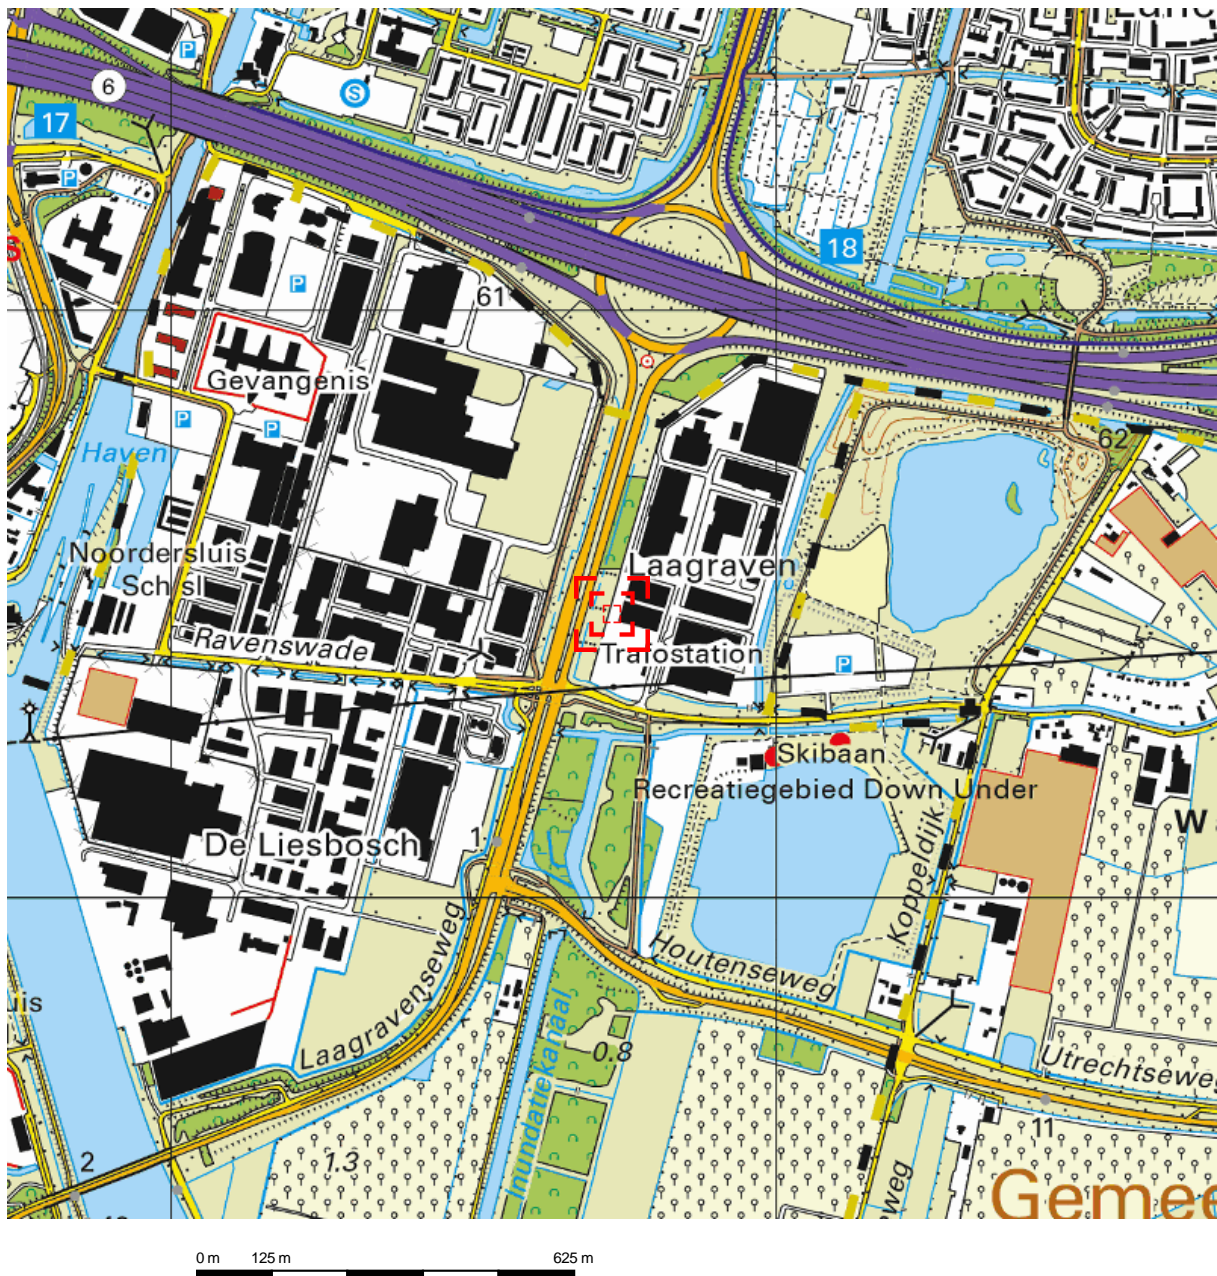 P
6
S
17
P
18
61
P
Gevangenis
P
P
Haven
62
Noordersluis
Schsl
Laagraven
Ravenswade
Trafostation
P
Skibaan
Recreatiegebied Down Under
W
De Liesbosch
1
Koppeldijk
Laagravenseweg
Houtenseweg
uis
Inundatiekanaal
0.8
Utrechtseweg
11
1.3
2
weg
Gemee
0 m 125 m 625 m